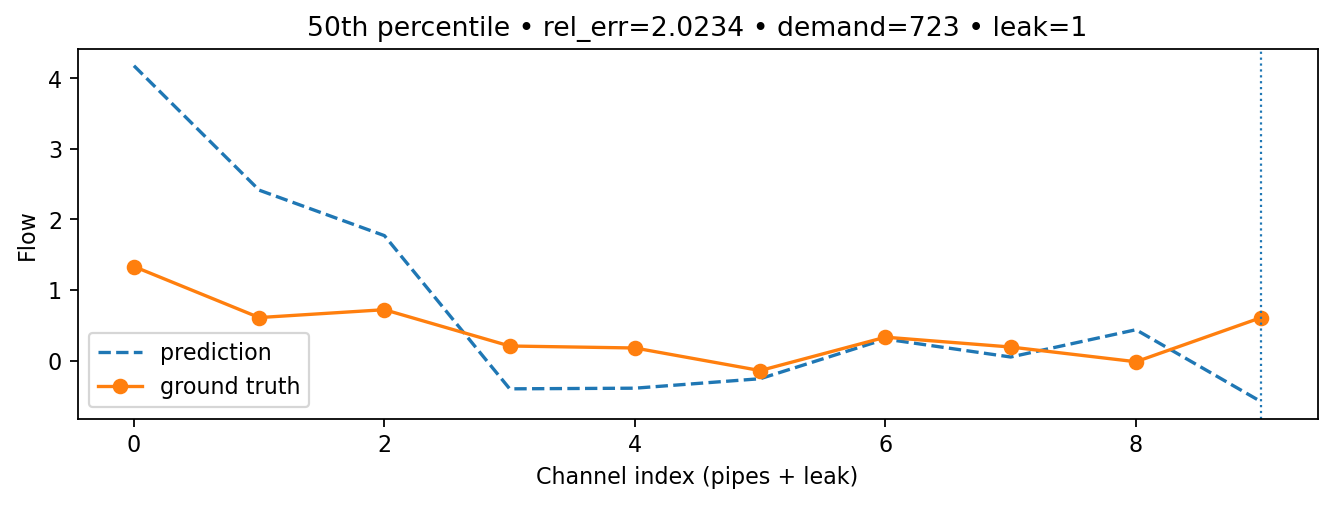 50th percentile • rel_err=2.0234 • demand=723 • leak=1
4
3
2
1
0
Flow
prediction
ground truth
0 2 4 6 8
Channel index (pipes + leak)